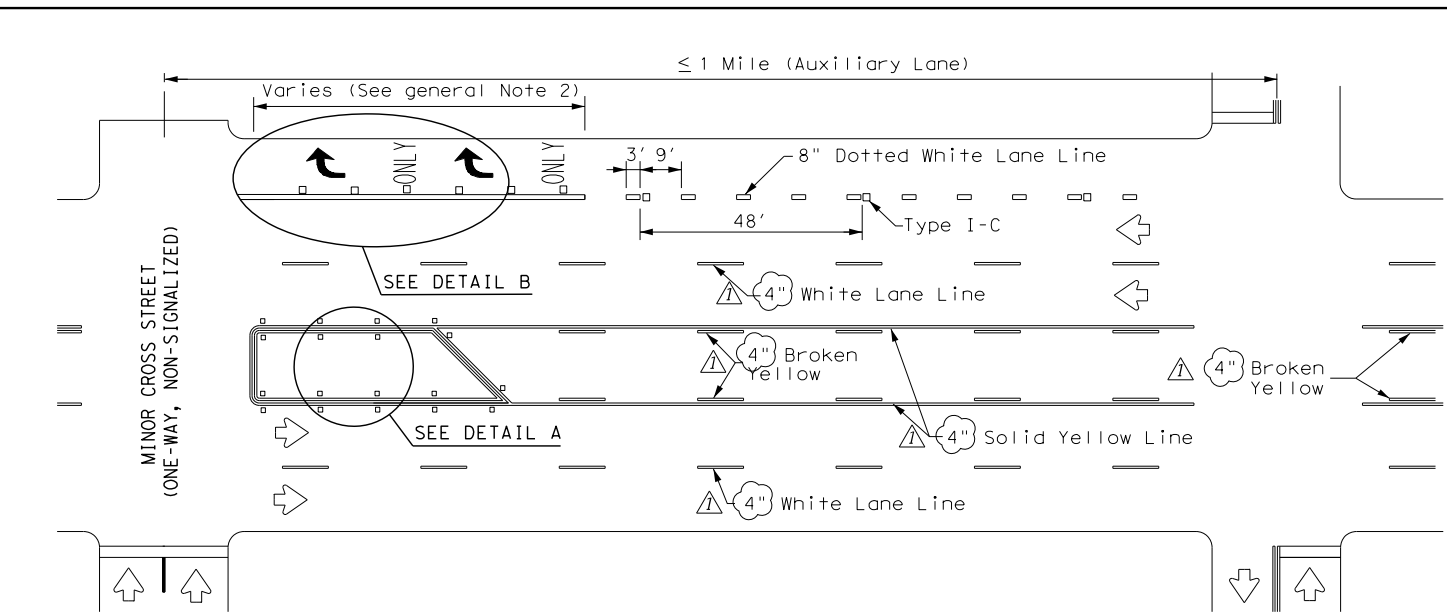 ≤ 1 Mile (Auxiliary Lane)
Varies (See general Note 2)
ONLY
ONLY
3' 9'
8" Dotted White Lane Line
48'
Type I-C
SEE DETAIL B
1 4" White Lane Line
MINOR CROSS STREET
(ONE-WAY, NON-SIGNALIZED)
1 4" Broken
Yellow
1 4" Broken
Yellow
SEE DETAIL A
1 4" Solid Yellow Line
1 4" White Lane Line